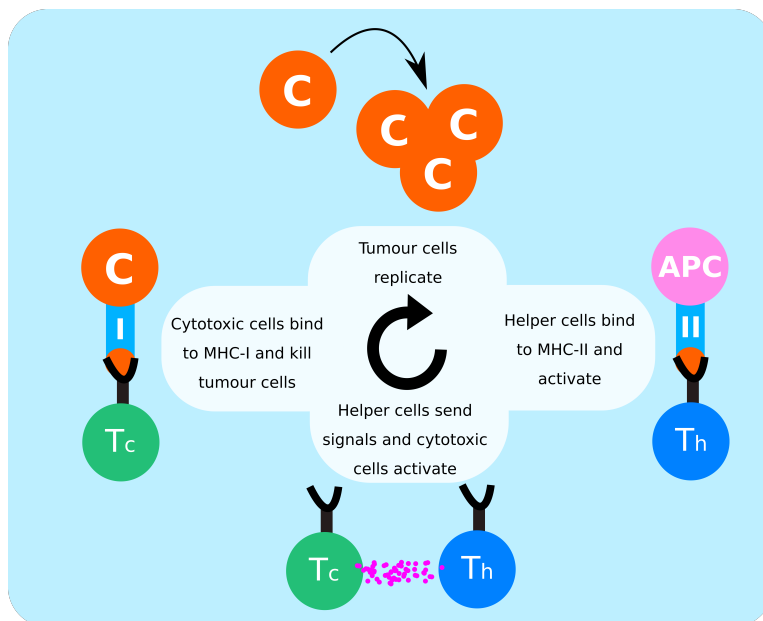 C
C
C
C
Tumour cells
replicate
C
I
Tc
Cytotoxic cells bind
to MHC-I and kill
tumour cells
Helper cells bind
to MHC-II and
activate
APC
II
Th
Helper cells send
signals and cytotoxic
cells activate
Tc
Th